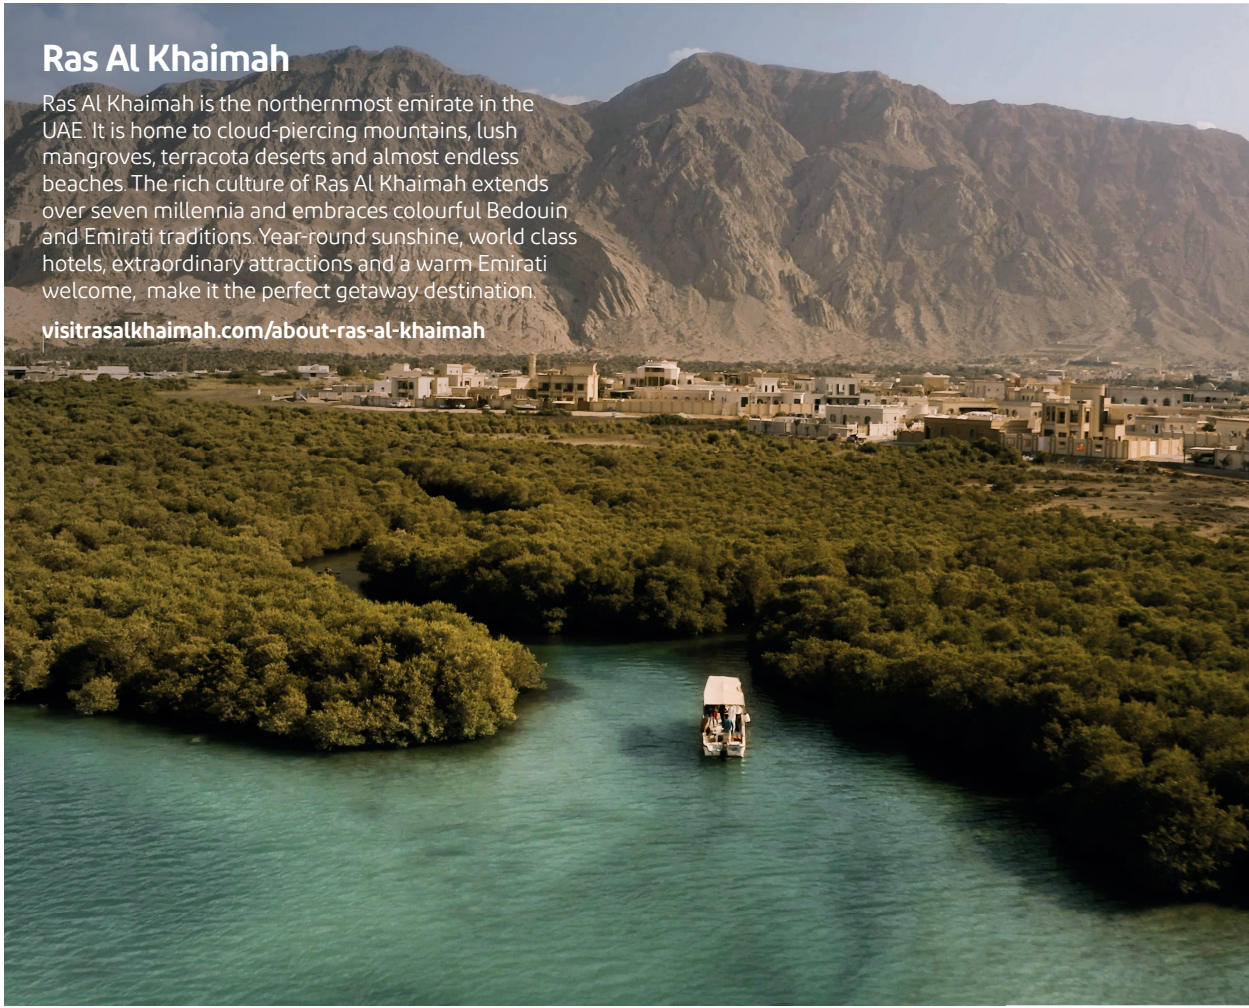 Ras Al Khaimah
Ras Al Khaimah is the northernmost emirate in the
UAE. It is home to cloud-piercing mountains, lush
mangroves, terracota deserts and almost endless
beaches. The rich culture of Ras Al Khaimah extends
over seven millennia and embraces colourful Bedouin
and Emirati traditions. Year-round sunshine, world class
hotels, extraordinary attractions and a warm Emirati
welcome,  make it the perfect getaway destination.
visitrasalkhaimah.com/about-ras-al-khaimah